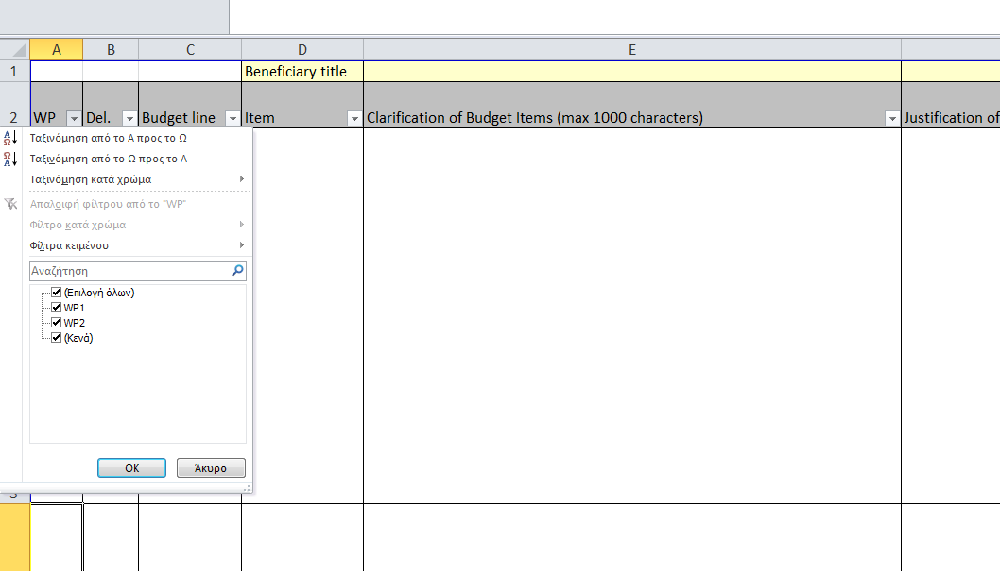 A B C D E
1 Beneficiary title
2 WP Del. Budget line Item Clarification of Budget Items (max 1000 characters) Justification of
Ταξινόμηση από το Α προς το Ω
Ταξινόμηση από το Ω προς το Α
Ταξινόμηση κατά χρώμα
Απαλοιφή φίλτρου από το "WP"
Φίλτρο κατά χρώμα
Φίλτρα κειμένου
Αναζήτηση
(Επιλογή όλων)
WP1
WP2
(Κενά)
OK Άκυρο